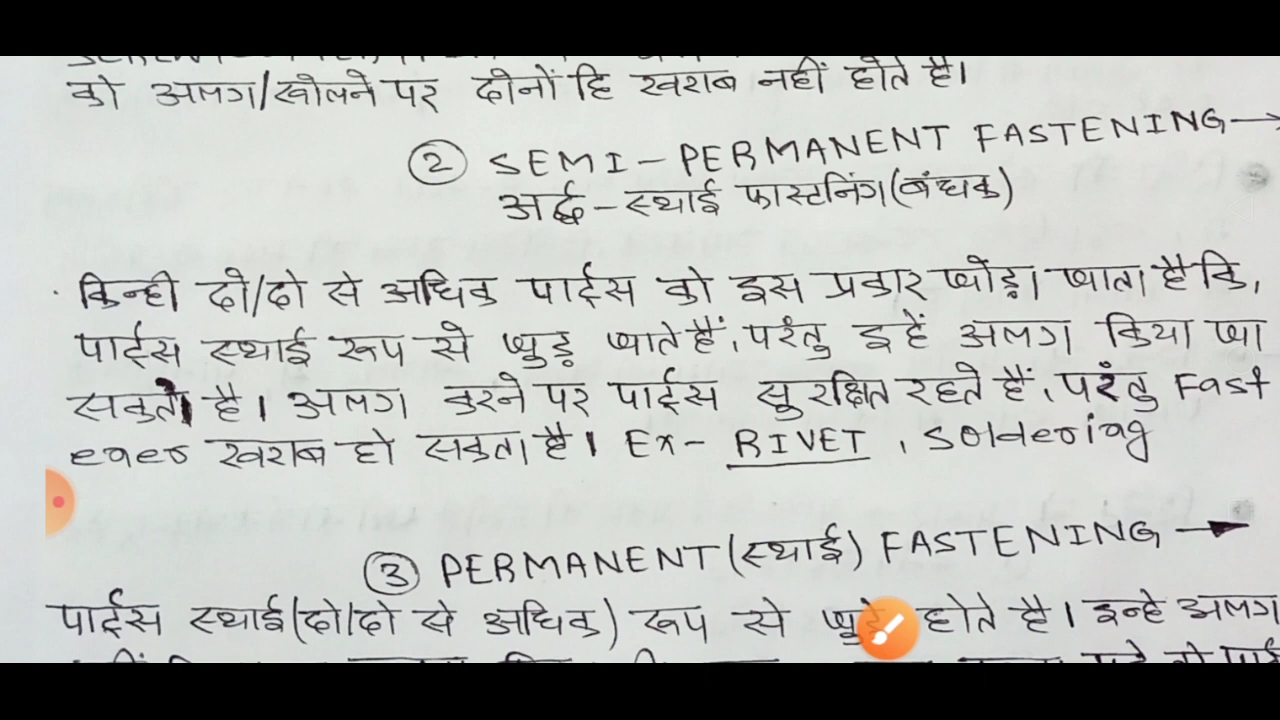 को अलग/खोलने पर दोनों हि खराब नहीं होते है।
② SEMI-PERMANENT FASTENING→
अर्द्ध-स्थाई फास्टनिंग(बंधक)
किन्ही दो/दो से अधिक पार्ट्स को इस प्रकार जोड़ा जाता है कि,
पार्ट्स स्थाई रूप से जुड़ जाते हैं, परंतु इहें अलग किया जा
सकता है। अलग करने पर पार्ट्स सुरक्षित रहते हैं, परंतु Fast
ener खराब हो सकता है। Ex- RIVET, Soldering
③ PERMANENT(स्थाई) FASTENING→
पार्ट्स स्थाई(दो/दो से अधिक) रूप से होते है। इन्हे अलग